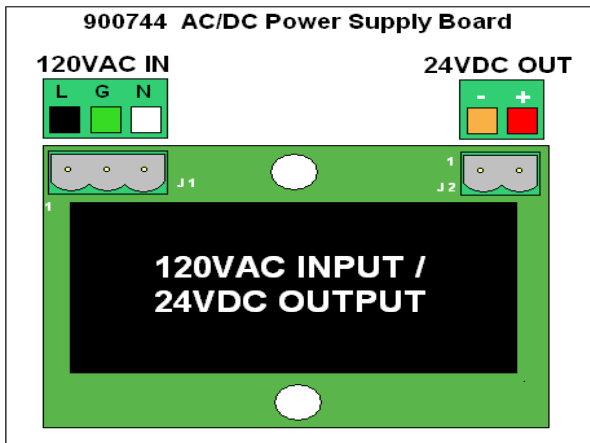 900744 AC/DC Power Supply Board
120VAC IN
24VDC OUT
L G N
- +
J1
1
J2
1
120VAC INPUT /
24VDC OUTPUT